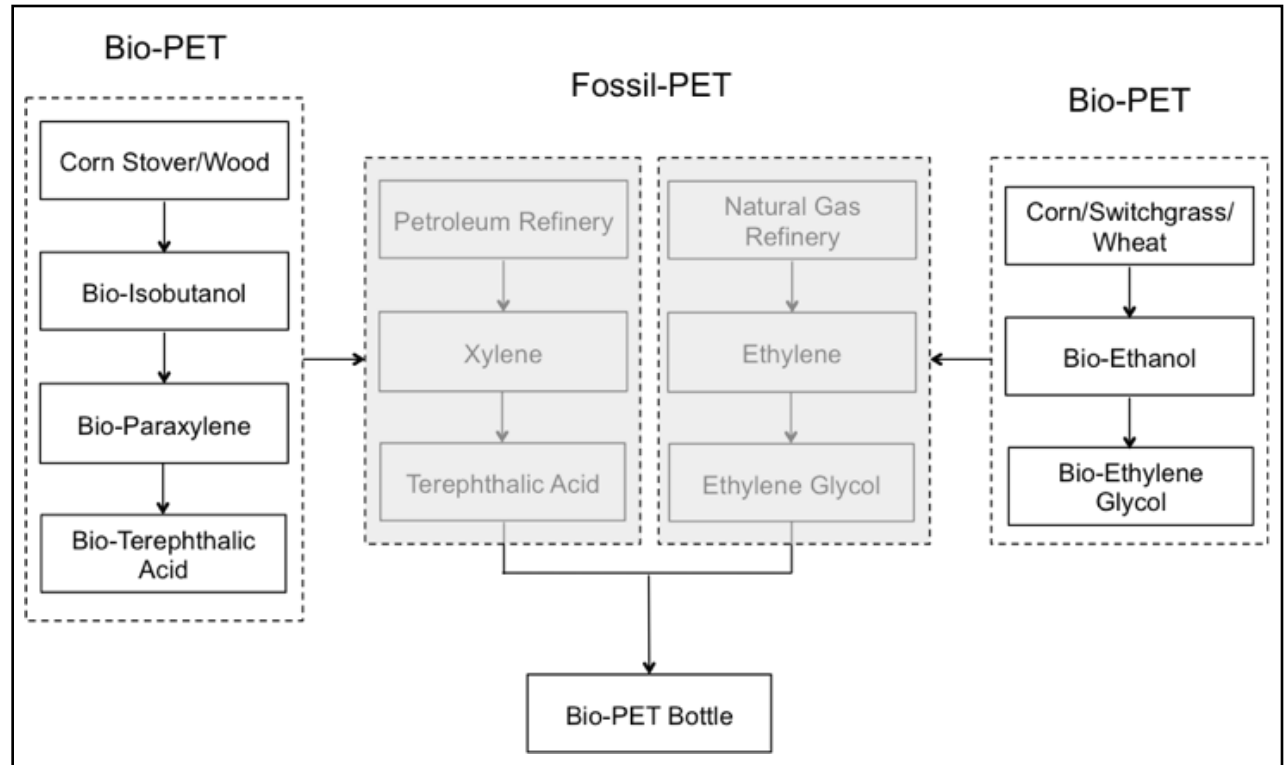 Bio-PET
Corn Stover/Wood
Bio-Isobutanol
Bio-Paraxylene
Bio-Terephthalic
Acid
Fossil-PET
Petroleum Refinery
Xylene
Terephthalic Acid
Natural Gas
Refinery
Ethylene
Ethylene Glycol
Bio-PET
Corn/Switchgrass/
Wheat
Bio-Ethanol
Bio-Ethylene
Glycol
Bio-PET Bottle